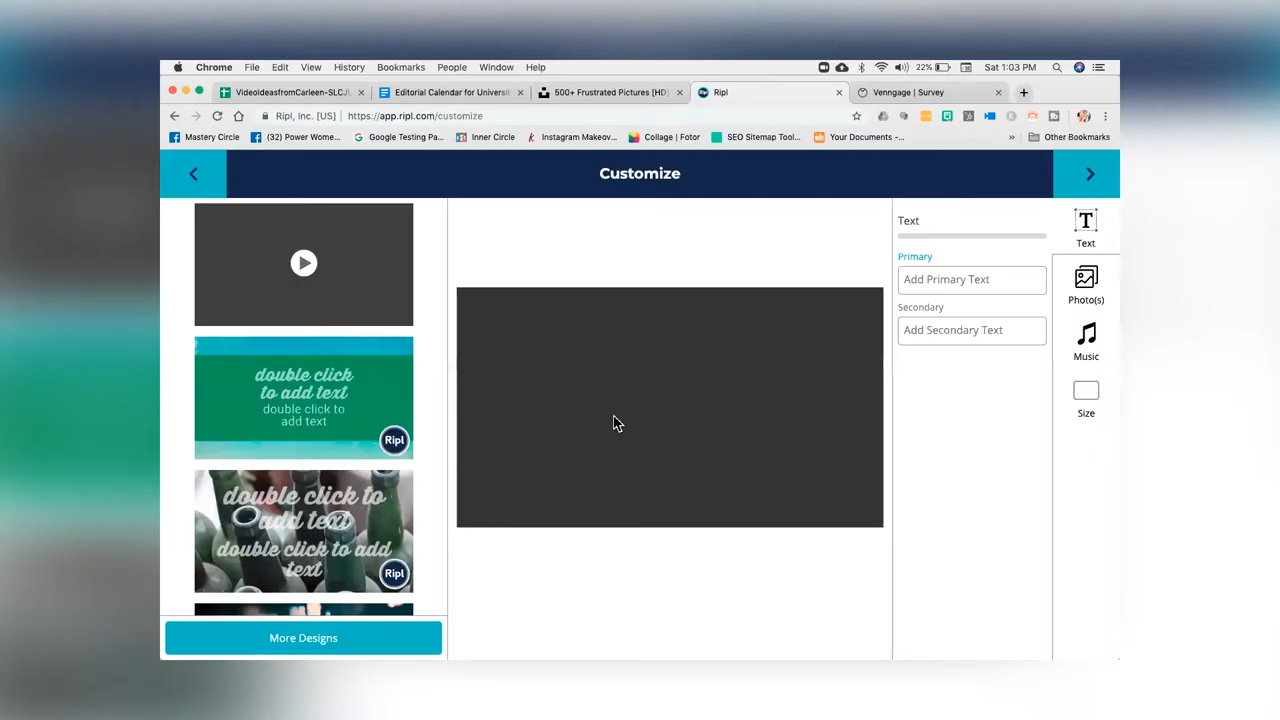 Chrome File Edit View History Bookmarks People Window Help 22% Sat 1:03 PM
VideoIdeasfromCarleen-SLCJU Editorial Calendar for Universit 500+ Frustrated Pictures [HD] Ripl Venngage | Survey
Ripl, Inc. [US] | https://app.ripl.com/customize
Mastery Circle (32) Power Wome... Google Testing Pa... Inner Circle Instagram Makeov... Collage | Fotor SEO Sitemap Tool... Your Documents -... » Other Bookmarks
Customize
Text
Text
Primary
Add Primary Text
Photo(s)
Secondary
Add Secondary Text
Music
Size
double click
to add text
double click to
add text
Ripl
double click to
add text
double click to add
text
Ripl
More Designs